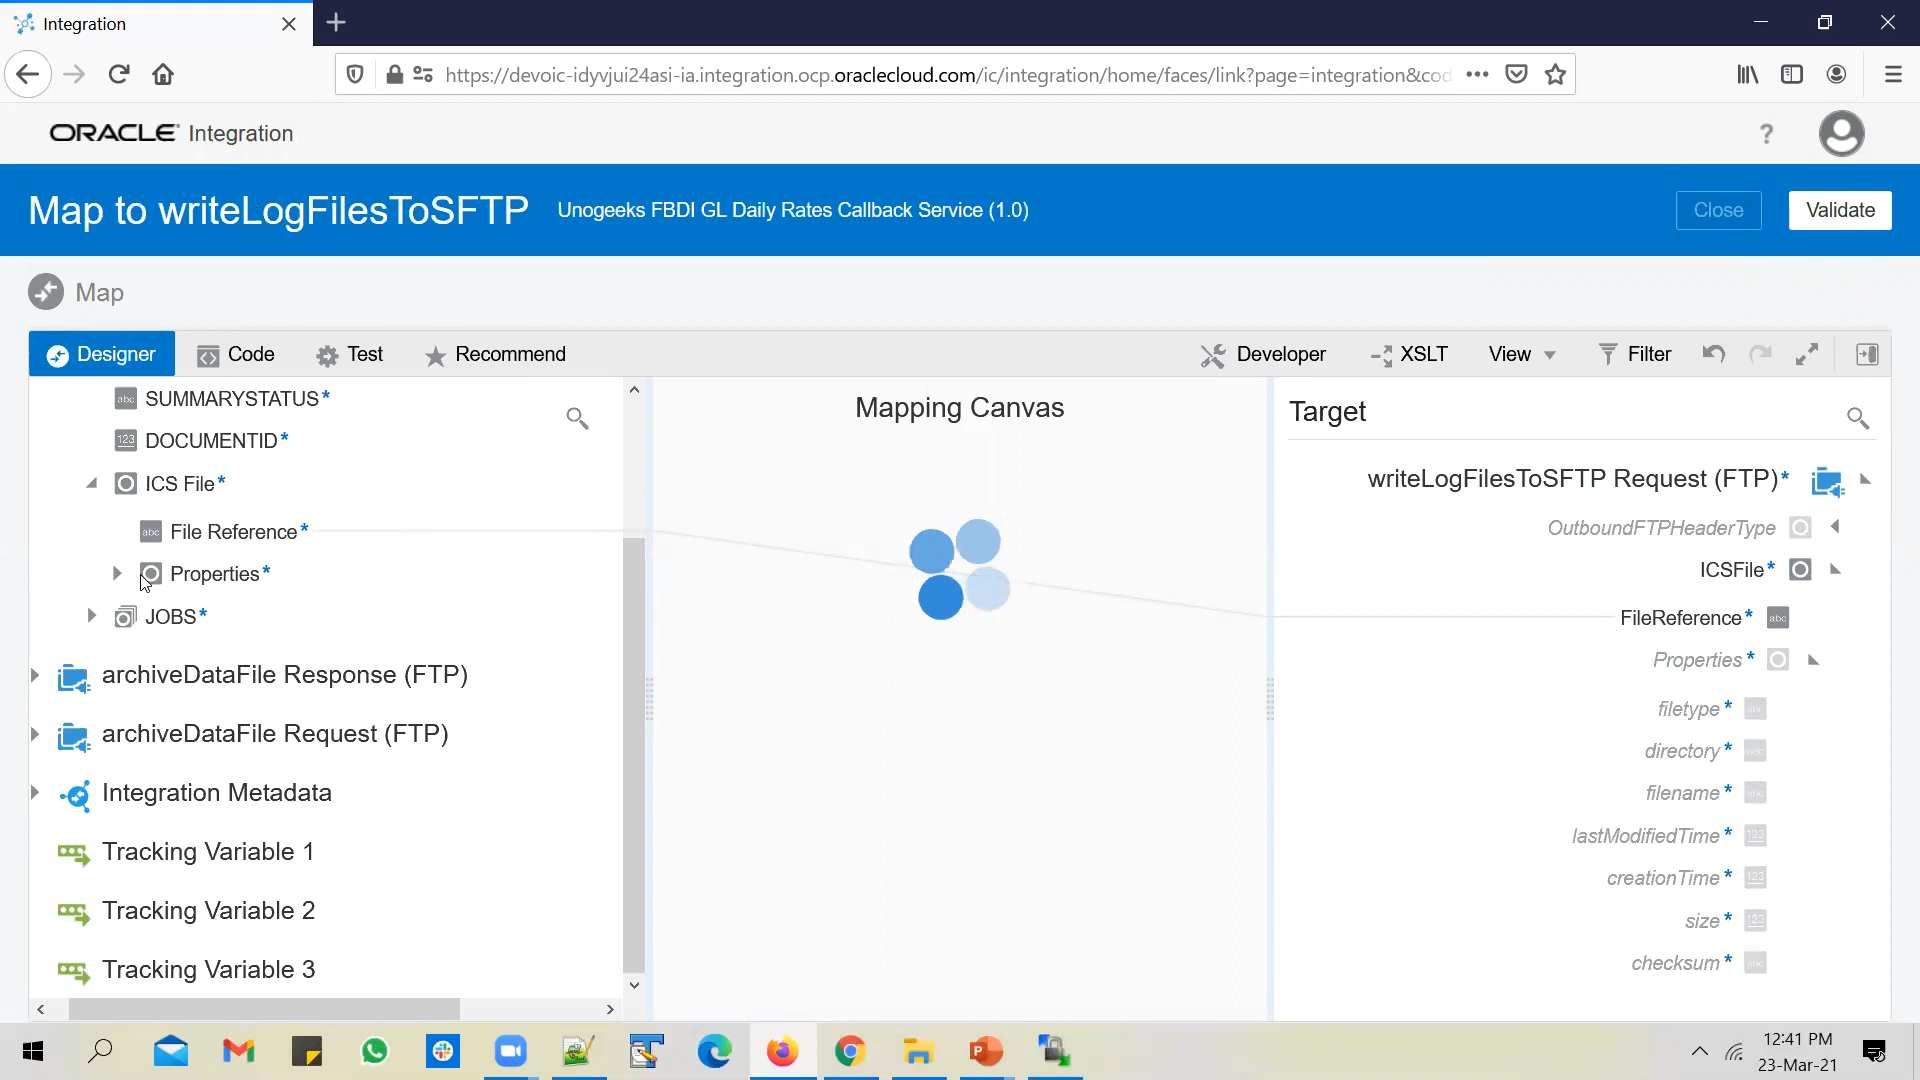 Integration
https://devoic-idyvjui24asi-ia.integration.ocp.oraclecloud.com/ic/integration/home/faces/link?page=integration&cod
ORACLE Integration
?
Map to writeLogFilesToSFTP
Unogeeks FBDI GL Daily Rates Callback Service (1.0)
Close
Validate
Map
Designer
Code
Test
Recommend
Developer
XSLT
View
Filter
SUMMARYSTATUS*
DOCUMENTID*
ICS File*
File Reference*
Properties*
JOBS*
archiveDataFile Response (FTP)
archiveDataFile Request (FTP)
Integration Metadata
Tracking Variable 1
Tracking Variable 2
Tracking Variable 3
Mapping Canvas
Target
writeLogFilesToSFTP Request (FTP)*
OutboundFTPHeaderType
ICSFile*
FileReference*
Properties*
filetype*
directory*
filename*
lastModifiedTime*
creationTime*
size*
checksum*
12:41 PM
23-Mar-21